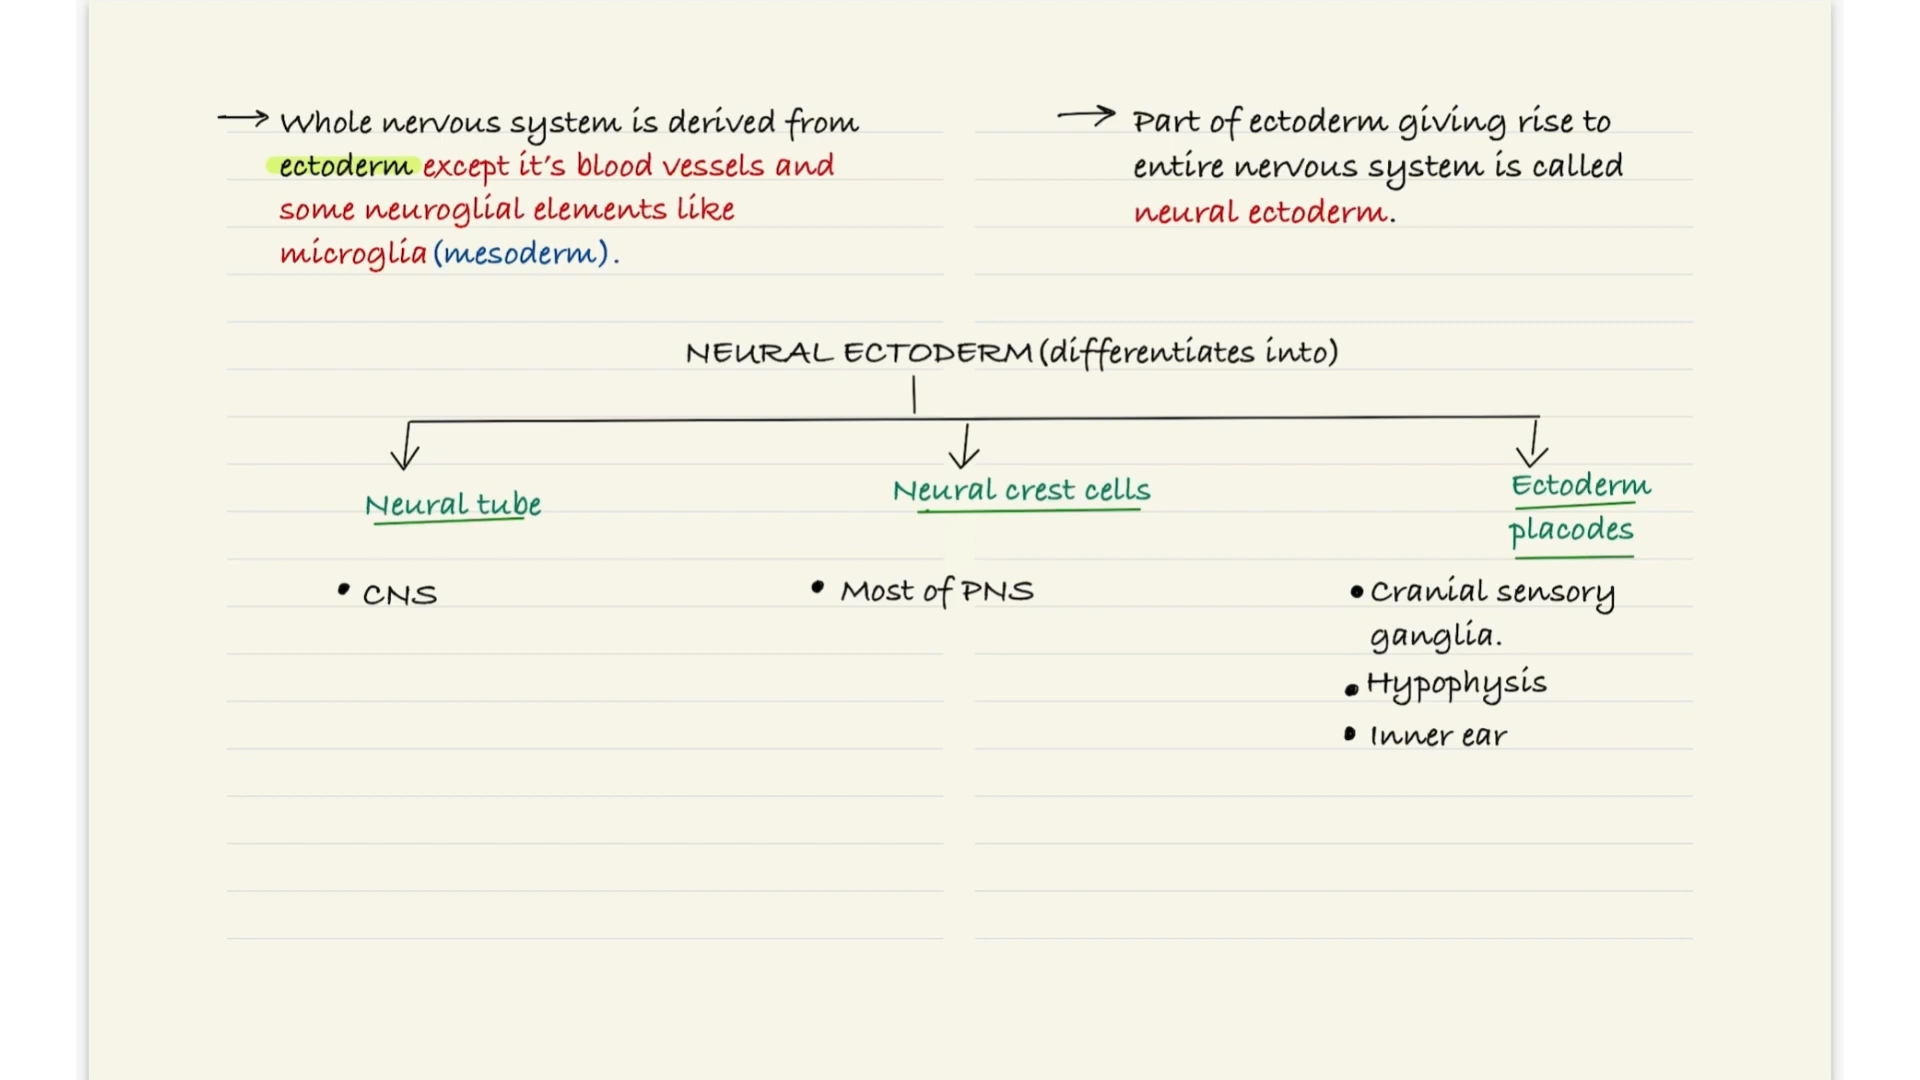 → Whole nervous system is derived from
ectoderm except it's blood vessels and
some neuroglial elements like
microglia (mesoderm).
→ Part of ectoderm giving rise to
entire nervous system is called
neural ectoderm.
NEURAL ECTODERM (differentiates into)
Neural tube
• CNS
Neural crest cells
• Most of PNS
Ectoderm
placodes
• Cranial sensory
ganglia.
• Hypophysis
• Inner ear